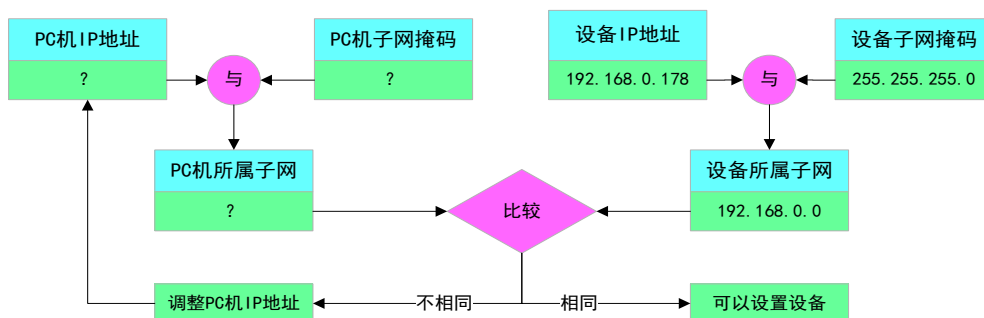 PC机IP地址
?
与
PC机子网掩码
?
设备IP地址
192.168.0.178
与
设备子网掩码
255.255.255.0
PC机所属子网
?
比较
设备所属子网
192.168.0.0
调整PC机IP地址
不相同
相同
可以设置设备